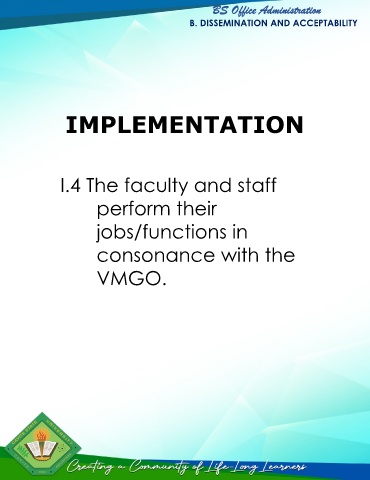 BS Office Administration
B. DISSEMINATION AND ACCEPTABILITY
IMPLEMENTATION
I.4 The faculty and staff
perform their
jobs/functions in
consonance with the
VMGO.
Creating a Community of Life Long Learners